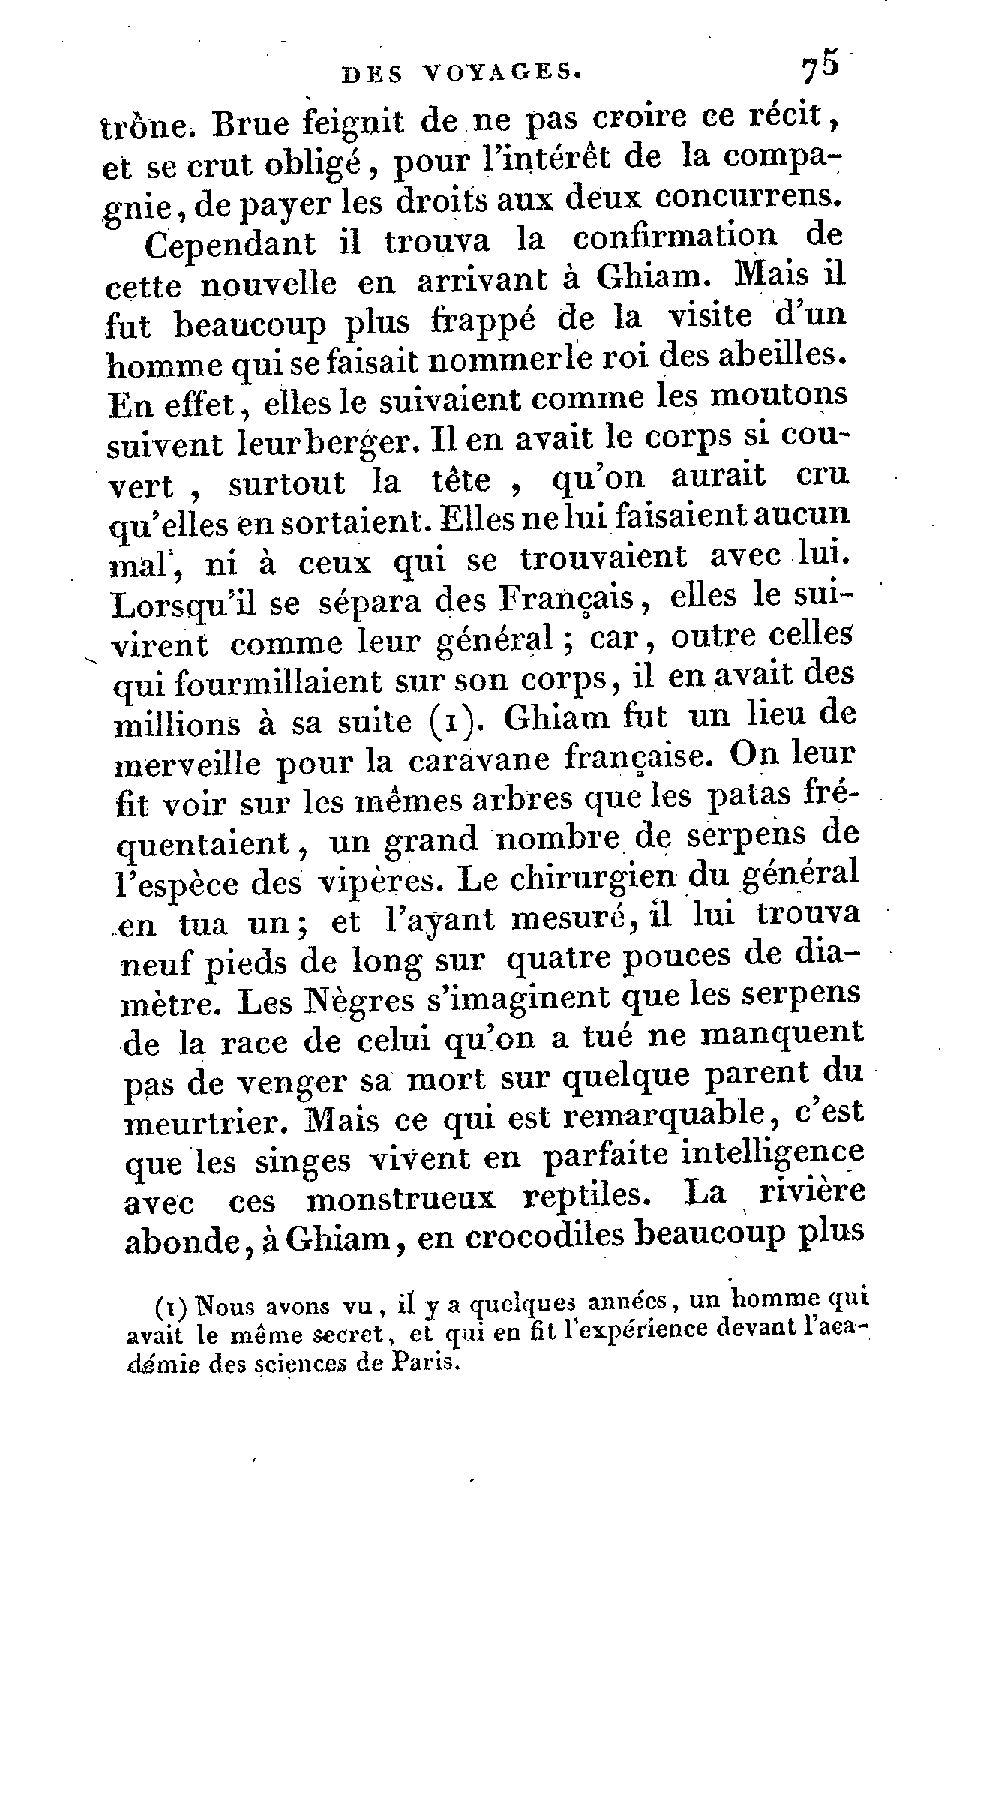 DES VOYAGES. 75
trône. Brue feignit de ne pas croire ce récit,
et se crut obligé, pour l'intérêt de la compa-
gnie, de payer les droits aux deux concurrens.
Cependant il trouva la confirmation de
cette nouvelle en arrivant à Ghiam. Mais il
fut beaucoup plus frappé de la visite d'un
homme qui se faisait nommer le roi des abeilles.
En effet, elles le suivaient comme les moutons
suivent leur berger. Il en avait le corps si cou-
vert, surtout la tête, qu'on aurait cru
qu'elles en sortaient. Elles ne lui faisaient aucun
mal, ni à ceux qui se trouvaient avec lui.
Lorsqu'il se sépara des Français, elles le sui-
virent comme leur général; car, outre celles
qui fourmillaient sur son corps, il en avait des
millions à sa suite (1). Ghiam fut un lieu de
merveille pour la caravane française. On leur
fit voir sur les mêmes arbres que les patas fré-
quentaient, un grand nombre de serpens de
l'espèce des vipères. Le chirurgien du général
en tua un; et l'ayant mesuré, il lui trouva
neuf pieds de long sur quatre pouces de dia-
mètre. Les Nègres s'imaginent que les serpens
de la race de celui qu'on a tué ne manquent
pas de venger sa mort sur quelque parent du
meurtrier. Mais ce qui est remarquable, c'est
que les singes vivent en parfaite intelligence
avec ces monstrueux reptiles. La rivière
abonde, à Ghiam, en crocodiles beaucoup plus
(1) Nous avons vu, il y a quelques années, un homme qui
avait le même secret, et qui en fit l'expérience devant l'aca-
démie des sciences de Paris.